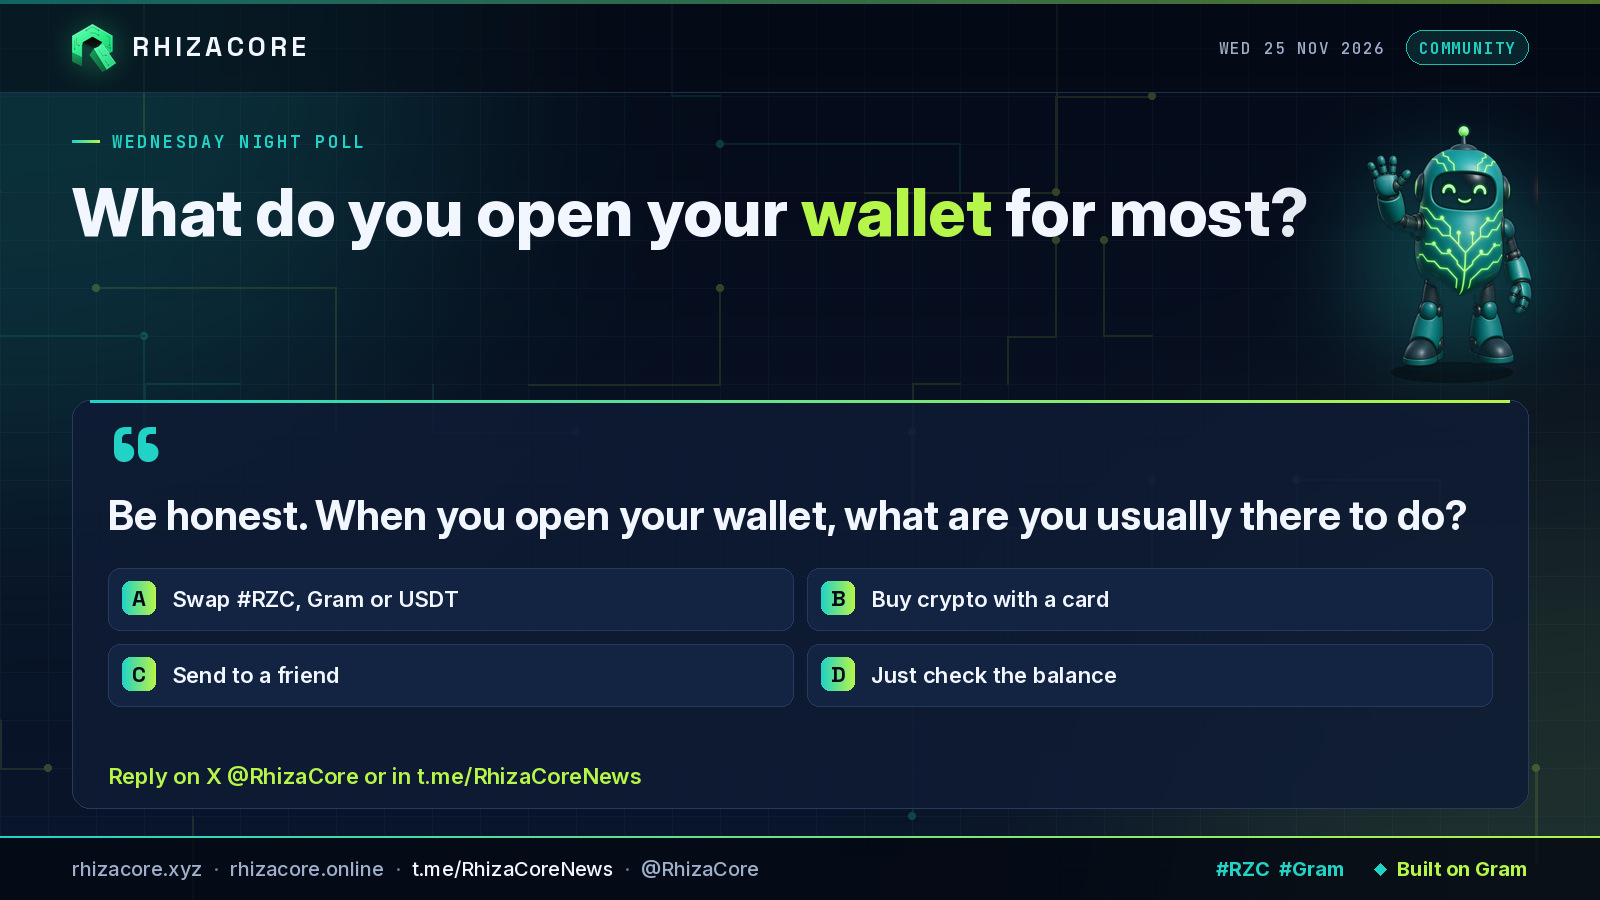 RHIZACORE
WED 25 NOV 2026
COMMUNITY
WEDNESDAY NIGHT POLL
What do you open your wallet for most?
Be honest. When you open your wallet, what are you usually there to do?
A Swap #RZC, Gram or USDT
B Buy crypto with a card
C Send to a friend
D Just check the balance
Reply on X @RhizaCore or in t.me/RhizaCoreNews
rhizacore.xyz · rhizacore.online · t.me/RhizaCoreNews · @RhizaCore
#RZC #Gram ◆ Built on Gram